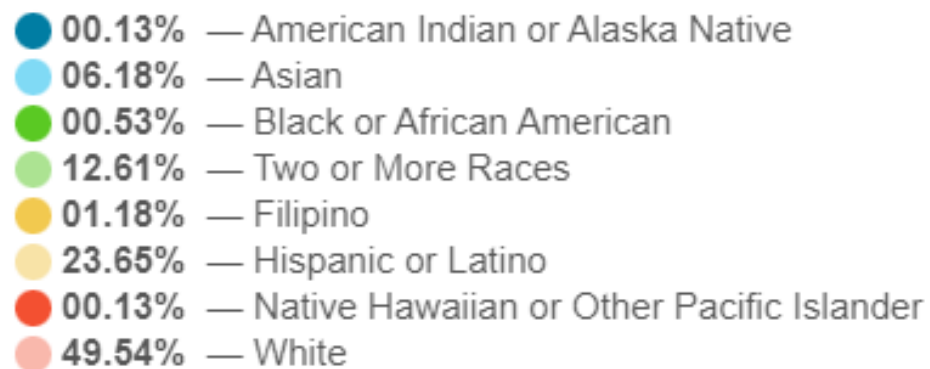 00.13% — American Indian or Alaska Native
06.18% — Asian
00.53% — Black or African American
12.61% — Two or More Races
01.18% — Filipino
23.65% — Hispanic or Latino
00.13% — Native Hawaiian or Other Pacific Islander
49.54% — White